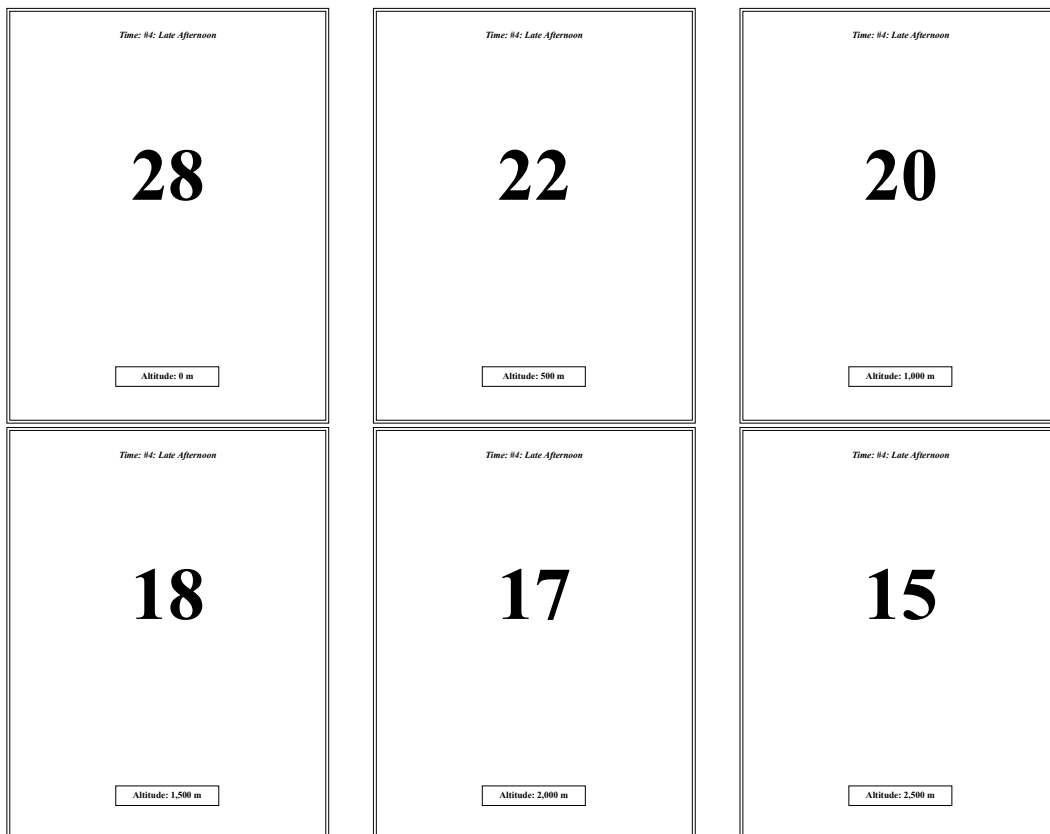 Time: #4: Late Afternoon
28
Altitude: 0 m
Time: #4: Late Afternoon
22
Altitude: 500 m
Time: #4: Late Afternoon
20
Altitude: 1,000 m
Time: #4: Late Afternoon
18
Altitude: 1,500 m
Time: #4: Late Afternoon
17
Altitude: 2,000 m
Time: #4: Late Afternoon
15
Altitude: 2,500 m